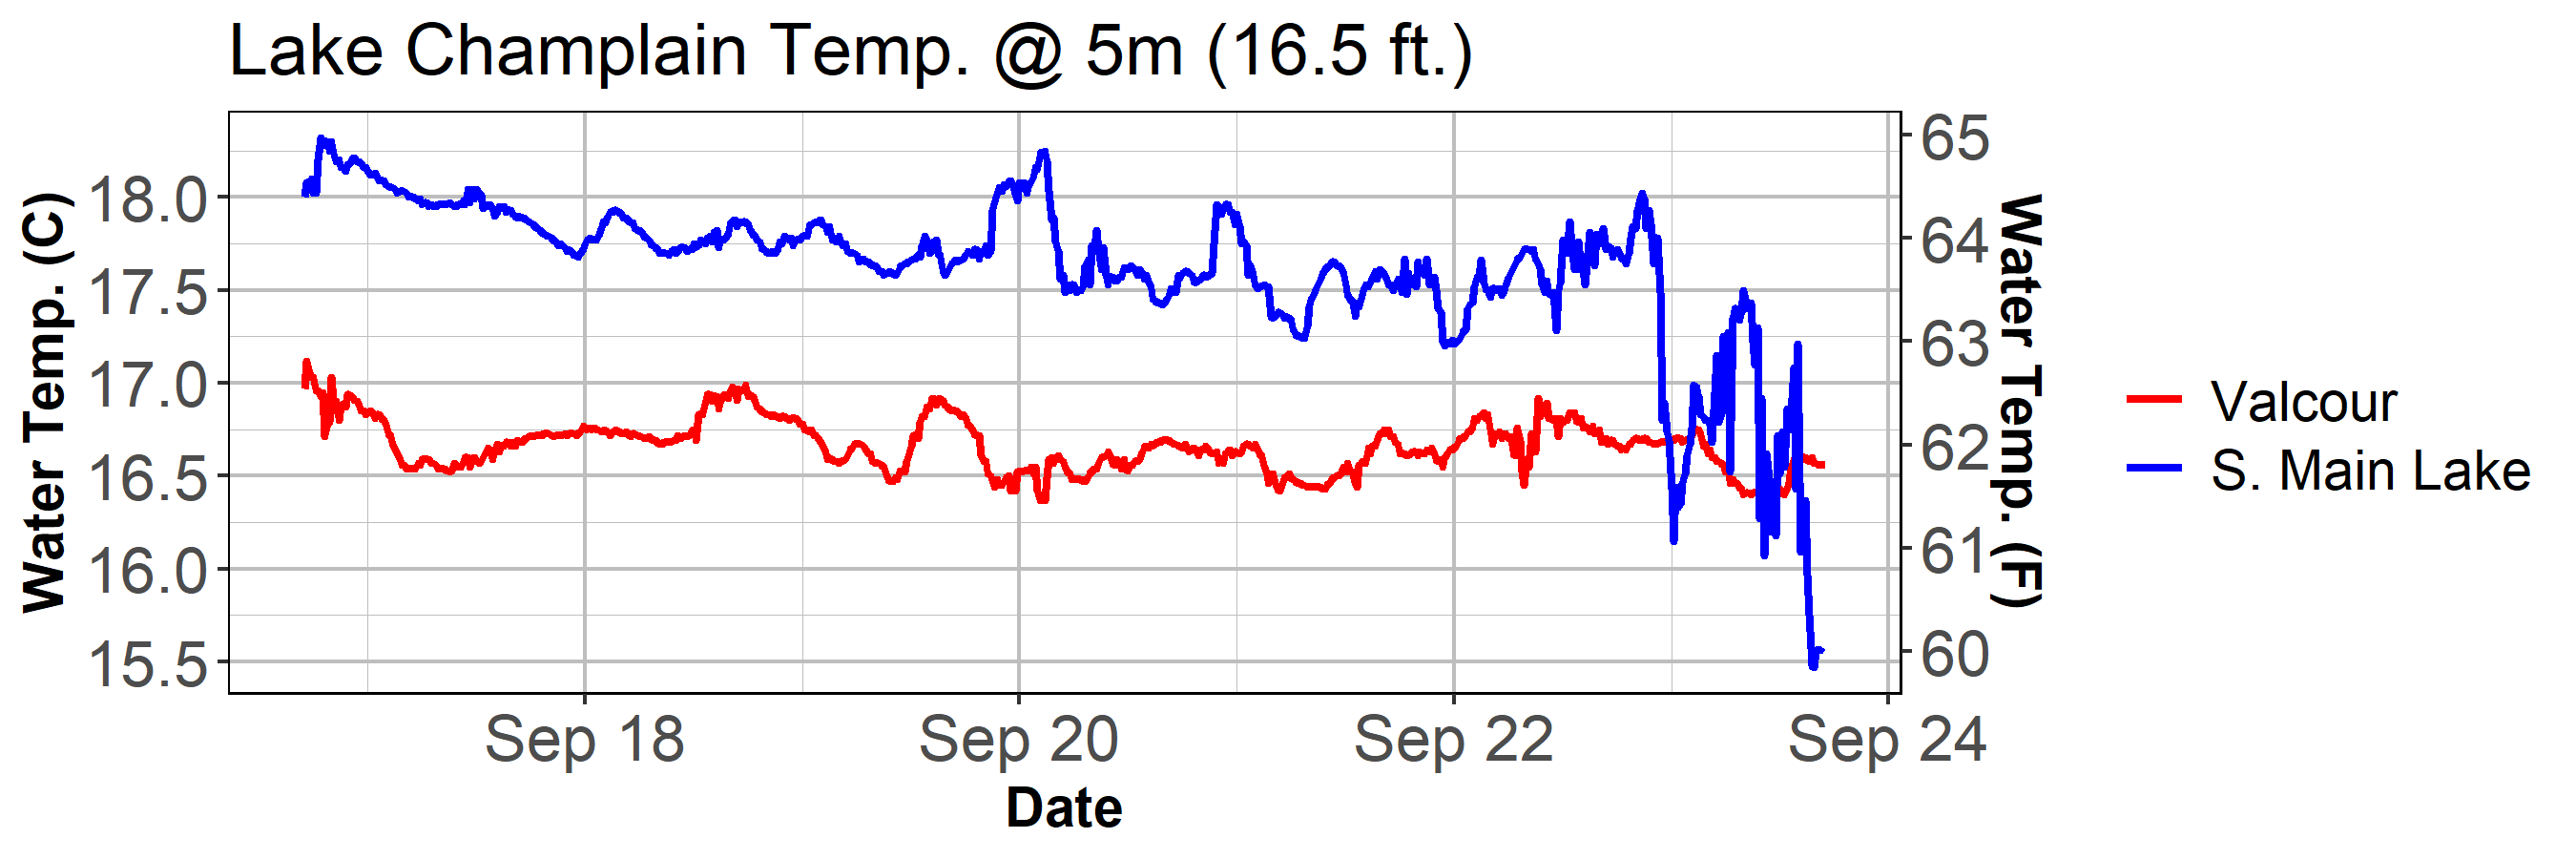 Lake Champlain Temp. @ 5m (16.5 ft.)
Water Temp. (C)
18.0
17.5
17.0
16.5
16.0
15.5
65
64
63
62
61
60
Water Temp. (F)
Sep 18
Sep 20
Sep 22
Sep 24
Date
Valcour
S. Main Lake